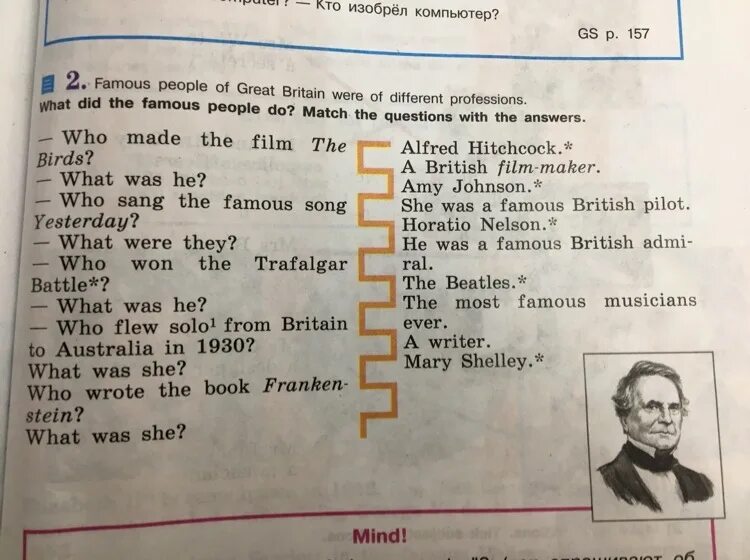 ? — Кто изобрёл компьютер?
GS p. 157
2. Famous people of Great Britain were of different professions.
What did the famous people do? Match the questions with the answers.
— Who made the film The
Birds?
— What was he?
— Who sang the famous song
Yesterday?
— What were they?
— Who won the Trafalgar
Battle*?
— What was he?
— Who flew solo¹ from Britain
to Australia in 1930?
What was she?
Who wrote the book Franken-
stein?
What was she?
Alfred Hitchcock.*
A British film-maker.
Amy Johnson.*
She was a famous British pilot.
Horatio Nelson.*
He was a famous British admi-
ral.
The Beatles.*
The most famous musicians
ever.
A writer.
Mary Shelley.*
Mind!